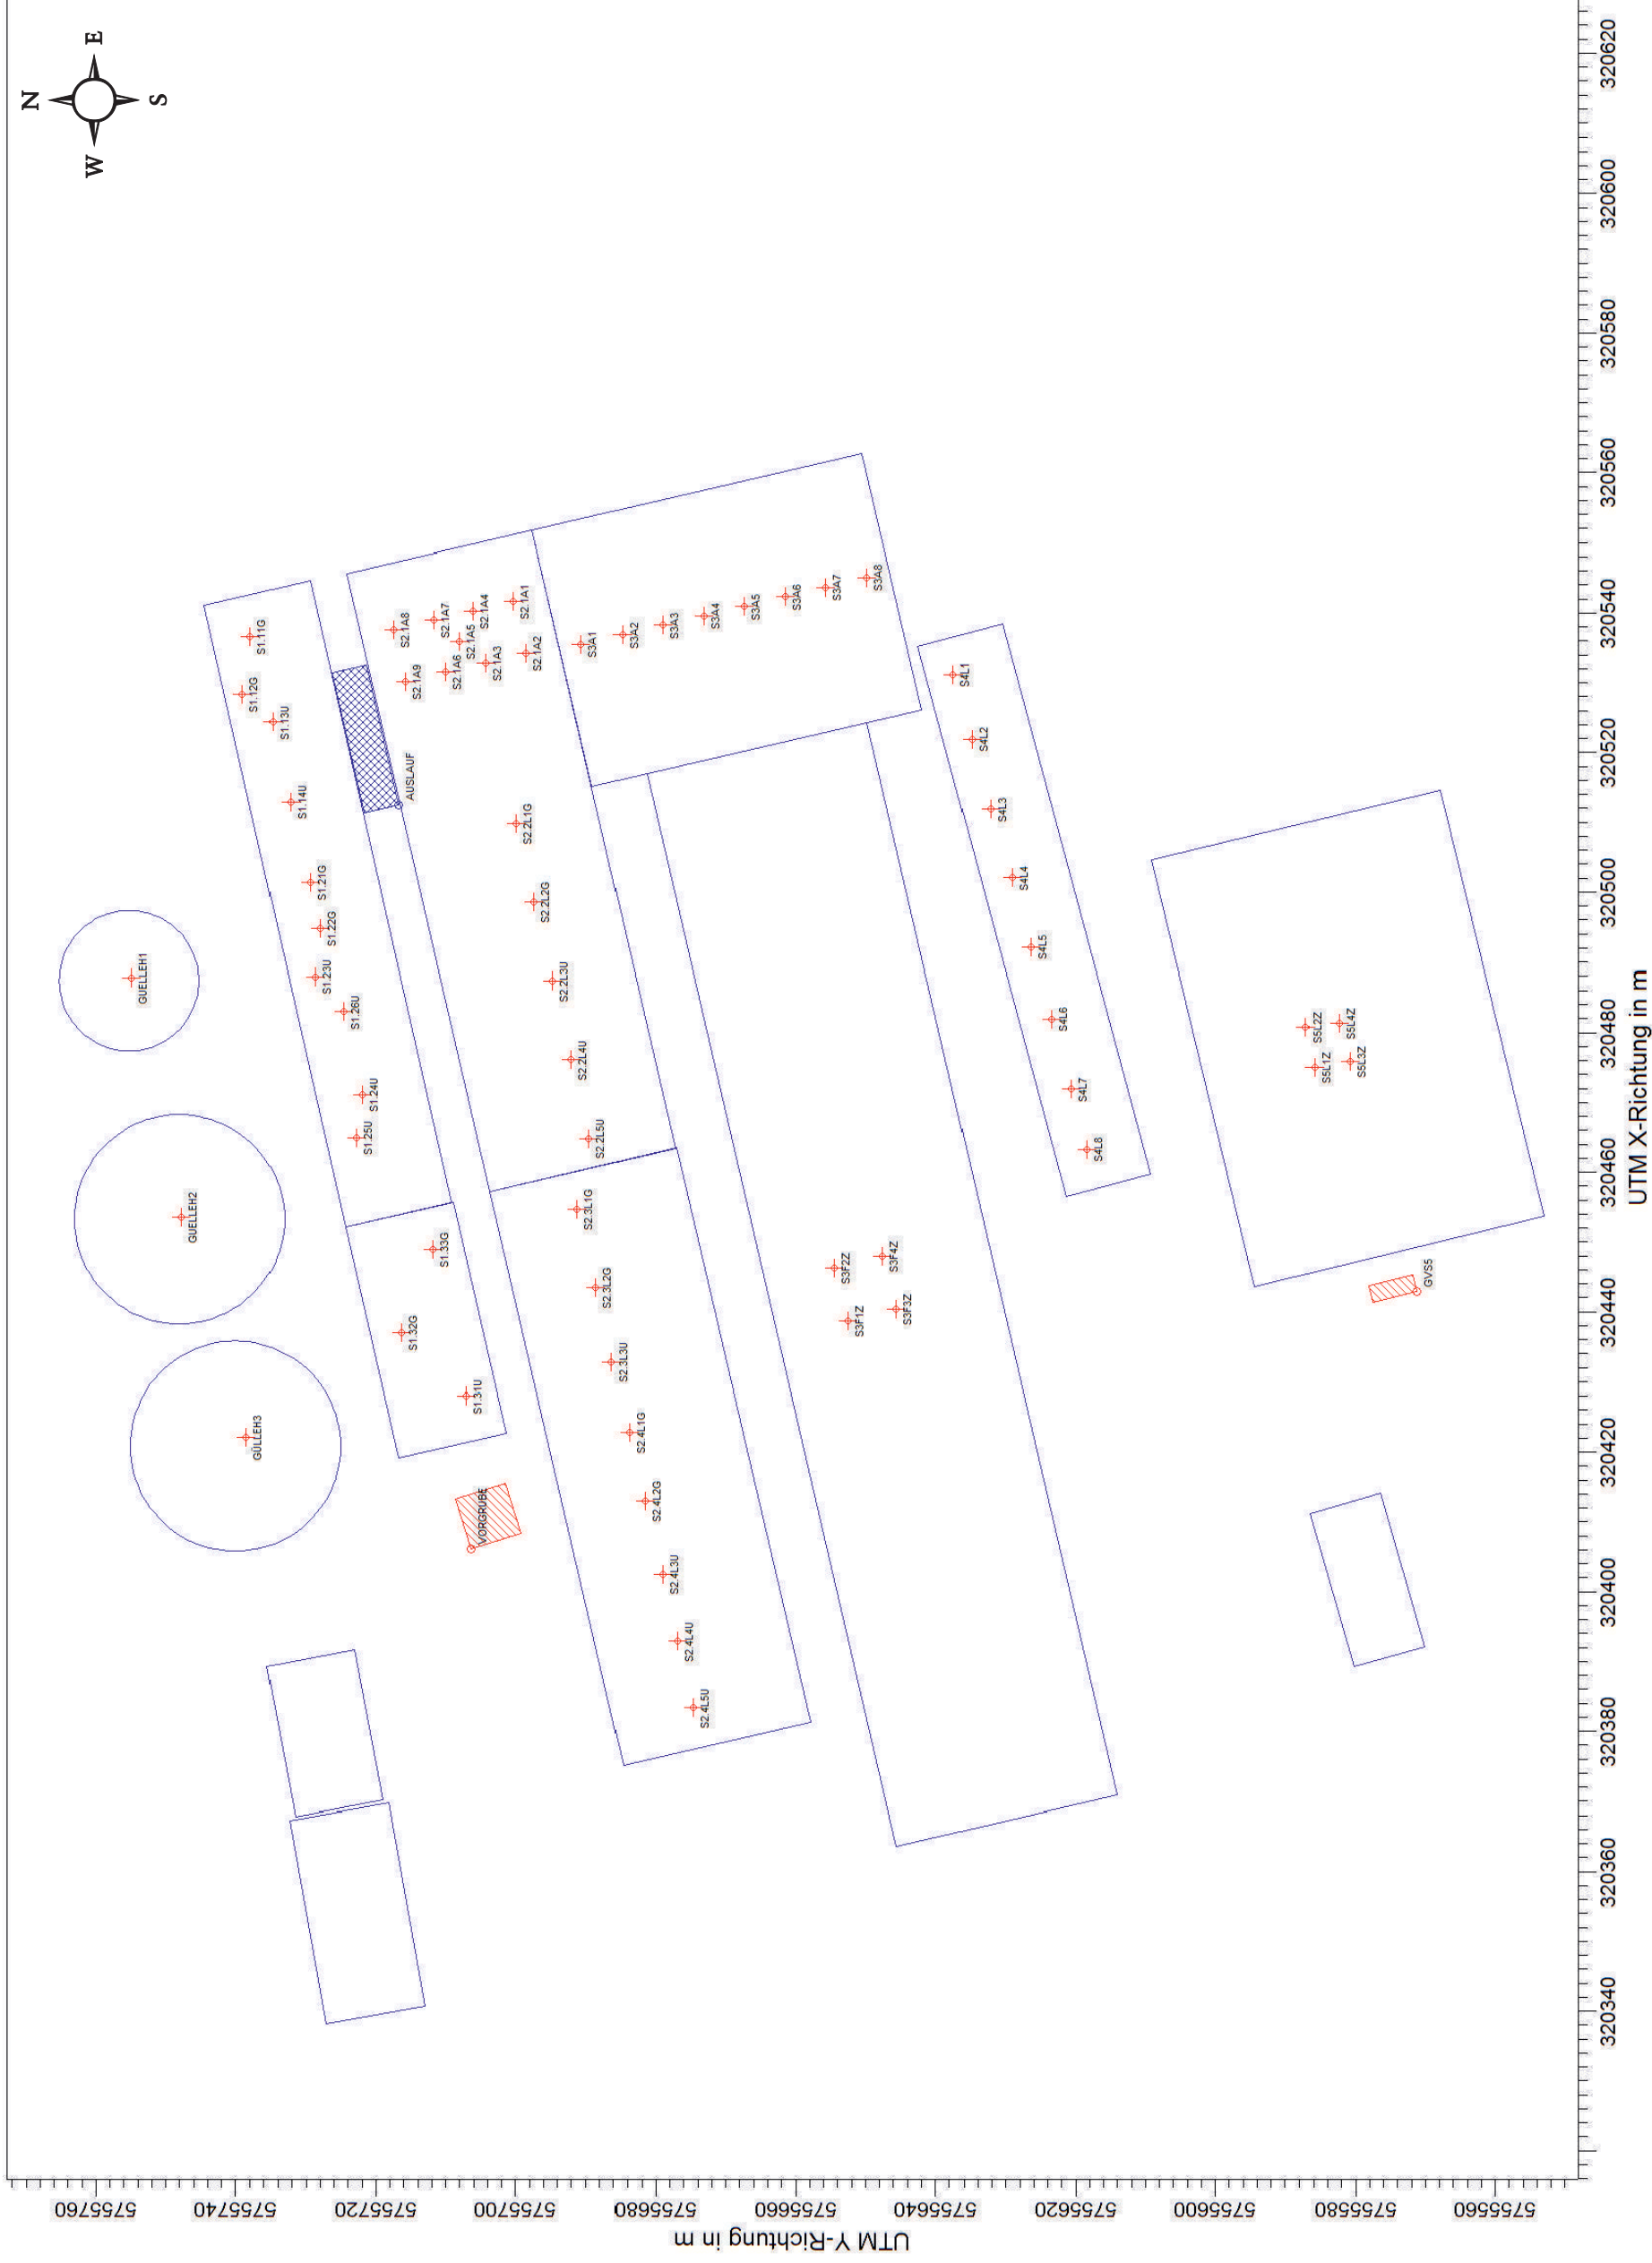 N
W
E
S
GUELLEH1
GUELLEH2
GÜLLEH3
S1.11G
S1.12G
S1.13U
S1.14U
S1.21G
S1.22G
S1.23U
S1.26U
S1.24U
S1.25U
S1.33G
S1.32G
S1.31U
AUSLAUF
VORGRUBE
S2.1A8
S2.1A9
S2.1A7
S2.1A6
S2.1A5
S2.1A4
S2.1A3
S2.1A1
S2.1A2
S2.2L1G
S2.2L2G
S2.2L3U
S2.2L4U
S2.2L5U
S2.3L1G
S2.3L2G
S2.3L3U
S2.4L1G
S2.4L2G
S2.4L3U
S2.4L4U
S2.4L5U
S3A1
S3A2
S3A3
S3A4
S3A5
S3A6
S3A7
S3A8
S3F2Z
S3F1Z
S3F4Z
S3F3Z
S4L1
S4L2
S4L3
S4L4
S4L5
S4L6
S4L7
S4L8
S5L2Z
S5L1Z
S5L4Z
S5L3Z
GVS5
5755760
5755740
5755720
5755700
5755680
5755660
5755640
5755620
5755600
5755580
5755560
UTM Y-Richtung in m
320340
320360
320380
320400
320420
320440
320460
320480
320500
320520
320540
320560
320580
320600
320620
UTM X-Richtung in m